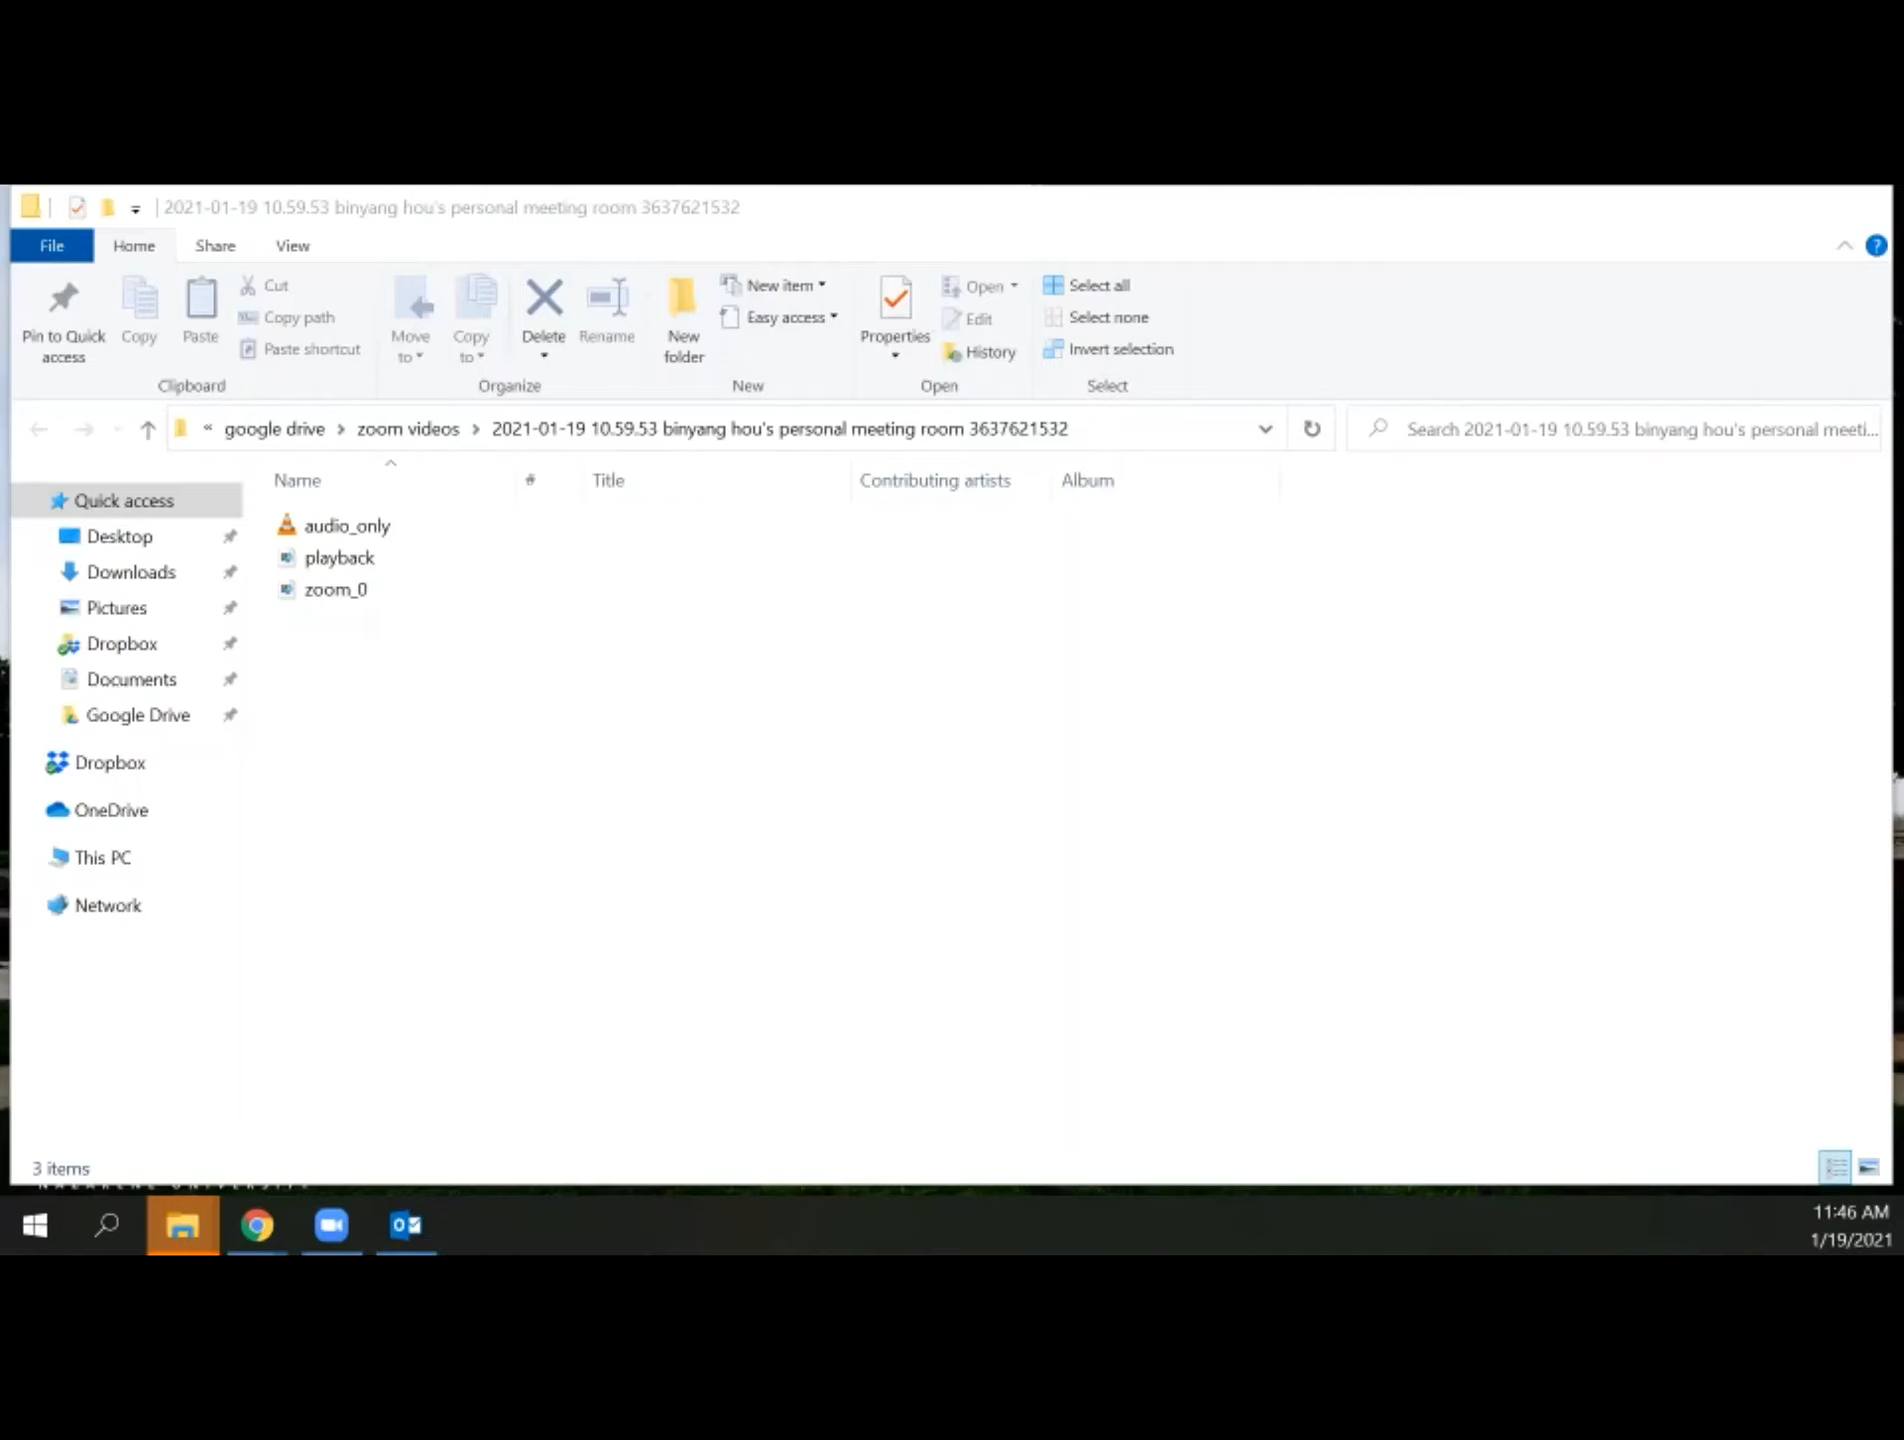 2021-01-19 10.59.53 binyang hou's personal meeting room 3637621532
File Home Share View
Pin to Quick access
Copy
Paste
Cut
Copy path
Paste shortcut
Clipboard
Move to
Copy to
Delete
Rename
Organize
New folder
New item
Easy access
New
Properties
Open
Edit
History
Open
Select all
Select none
Invert selection
Select
« google drive > zoom videos > 2021-01-19 10.59.53 binyang hou's personal meeting room 3637621532
Search 2021-01-19 10.59.53 binyang hou's personal meeti...
Name # Title Contributing artists Album
audio_only
playback
zoom_0
Quick access
Desktop
Downloads
Pictures
Dropbox
Documents
Google Drive
Dropbox
OneDrive
This PC
Network
3 items
11:46 AM
1/19/2021